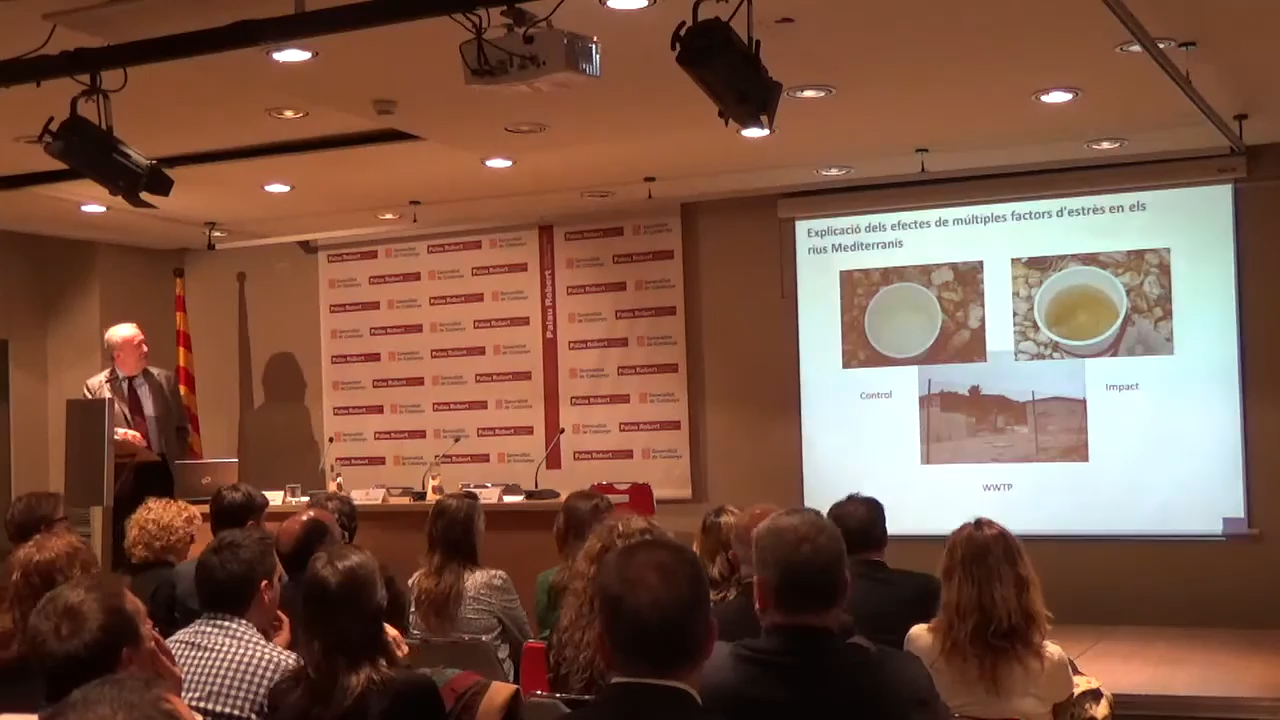 Explicació dels efectes de múltiples factors d'estrès en els
rius Mediterranis
Control
Impact
WWTP
Palau Robert
Generalitat
de Catalunya